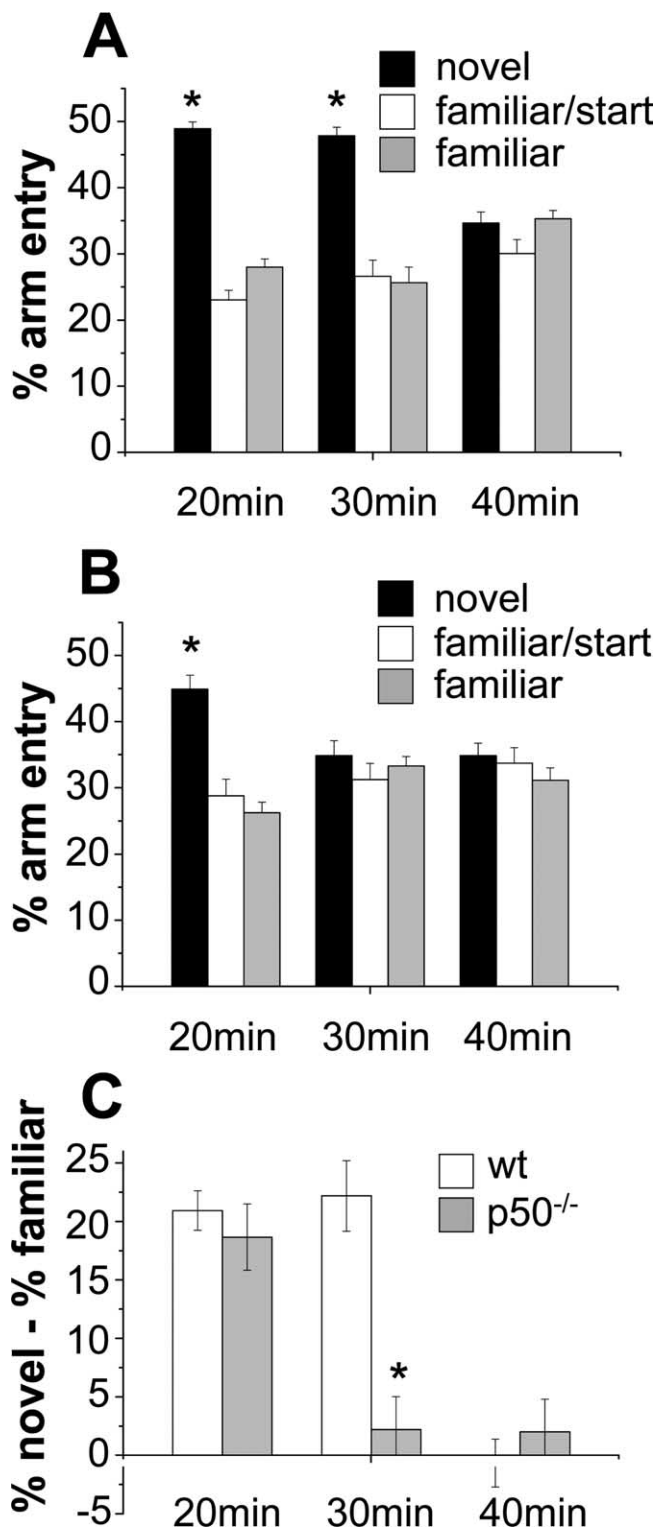 A
novel
familiar/start
familiar
*
*
% arm entry
50
40
30
20
10
0
20min 30min 40min
B
novel
familiar/start
familiar
*
% arm entry
50
40
30
20
10
0
20min 30min 40min
C
wt
p50-/-
*
% novel - % familiar
25
20
15
10
5
0
-5
20min 30min 40min